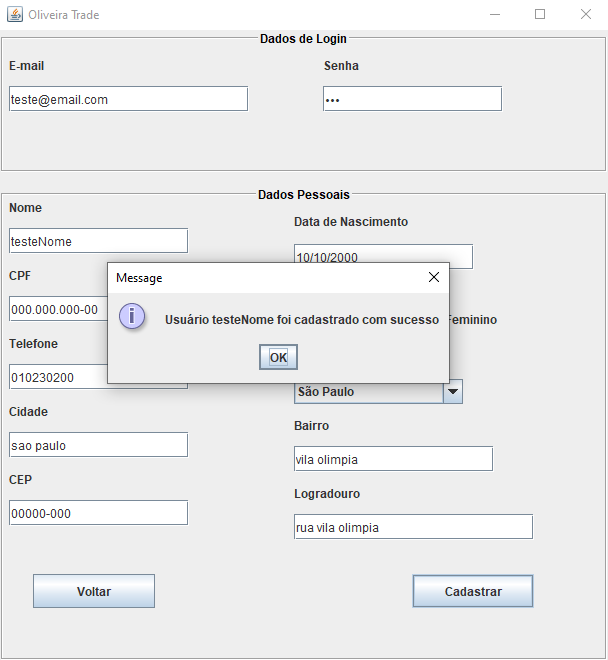 Oliveira Trade
Dados de Login
E-mail
Senha
teste@email.com
•••
Dados Pessoais
Nome
Data de Nascimento
testeNome
10/10/2000
CPF
Message
000.000.000-00
Usuário testeNome foi cadastrado com sucesso
Feminino
Telefone
OK
010230200
São Paulo
Cidade
Bairro
sao paulo
vila olimpia
CEP
Logradouro
00000-000
rua vila olimpia
Voltar
Cadastrar